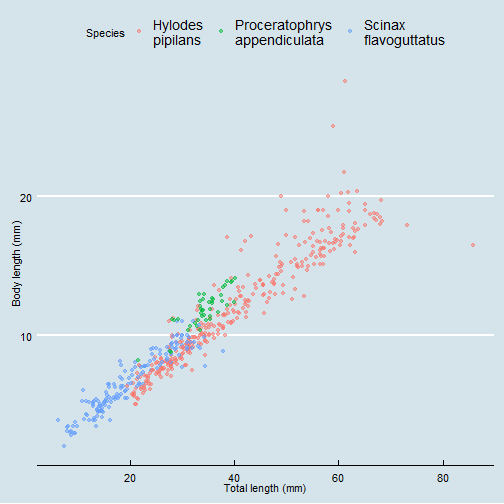 Species
Hylodes
pipilans
Proceratophrys
appendiculata
Scinax
flavoguttatus
20
10
Body length (mm)
20 40 60 80
Total length (mm)